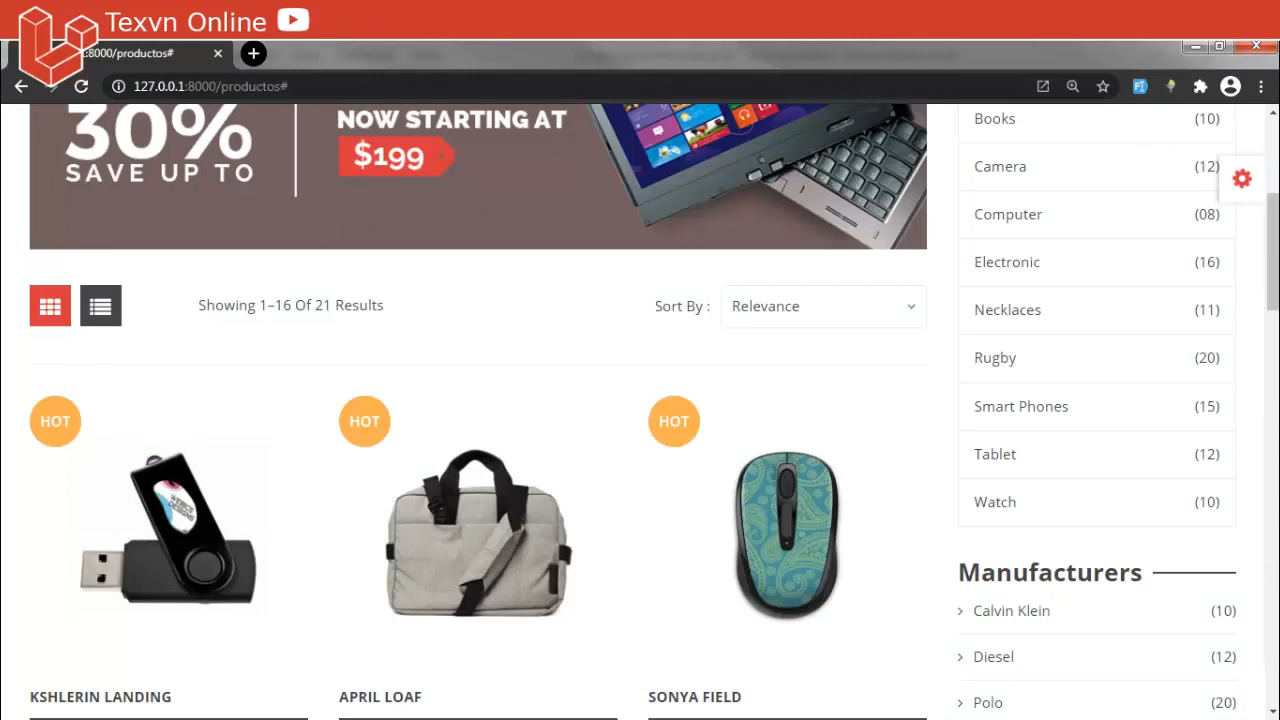 Texvn Online
:8000/productos#
127.0.0.1:8000/productos#
30%
SAVE UP TO
NOW STARTING AT
$199
Showing 1–16 Of 21 Results
Sort By :
Relevance
HOT
HOT
HOT
KSHLERIN LANDING
APRIL LOAF
SONYA FIELD
Books (10)
Camera (12)
Computer (08)
Electronic (16)
Necklaces (11)
Rugby (20)
Smart Phones (15)
Tablet (12)
Watch (10)
Manufacturers
Calvin Klein (10)
Diesel (12)
Polo (20)